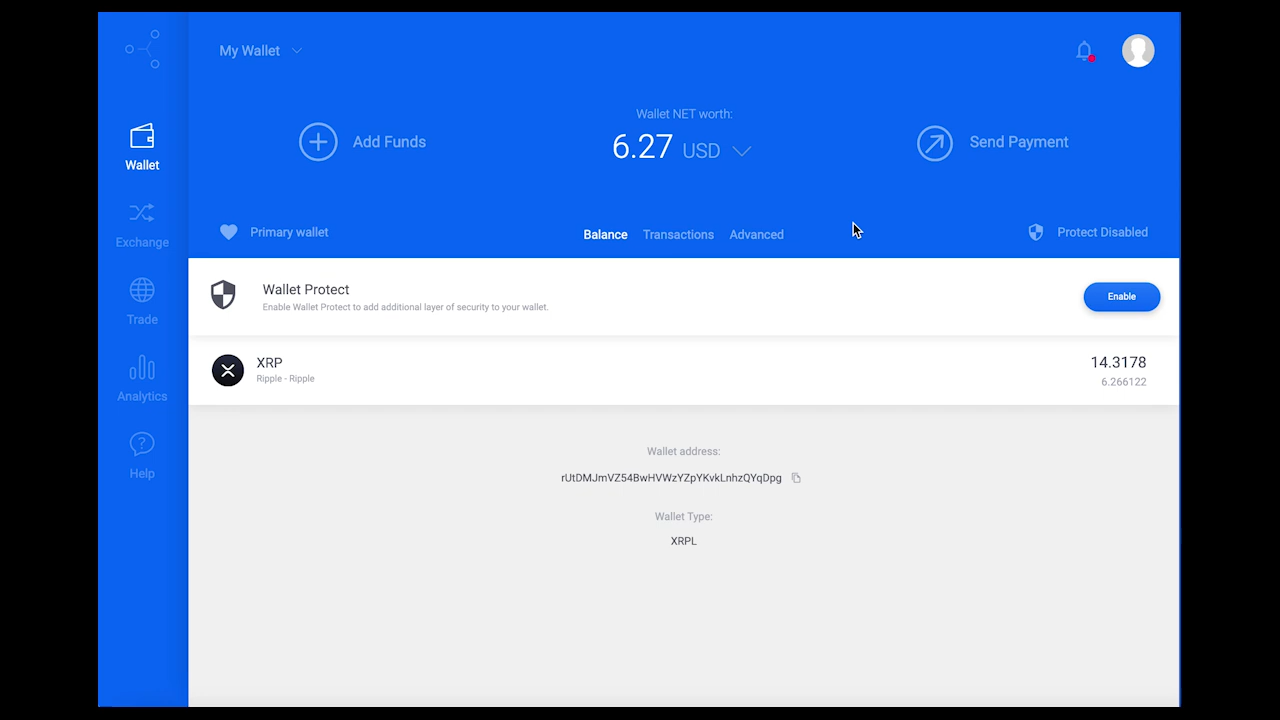 My Wallet
Wallet NET worth:
Add Funds
6.27 USD
Send Payment
Wallet
Exchange
Trade
Analytics
Help
Primary wallet
Balance Transactions Advanced
Protect Disabled
Wallet Protect
Enable Wallet Protect to add additional layer of security to your wallet.
Enable
XRP
Ripple - Ripple
14.3178
6.266122
Wallet address:
rUtDMJmVZ54BwHVWzYZpYKvkLnhzQYqDpg
Wallet Type:
XRPL